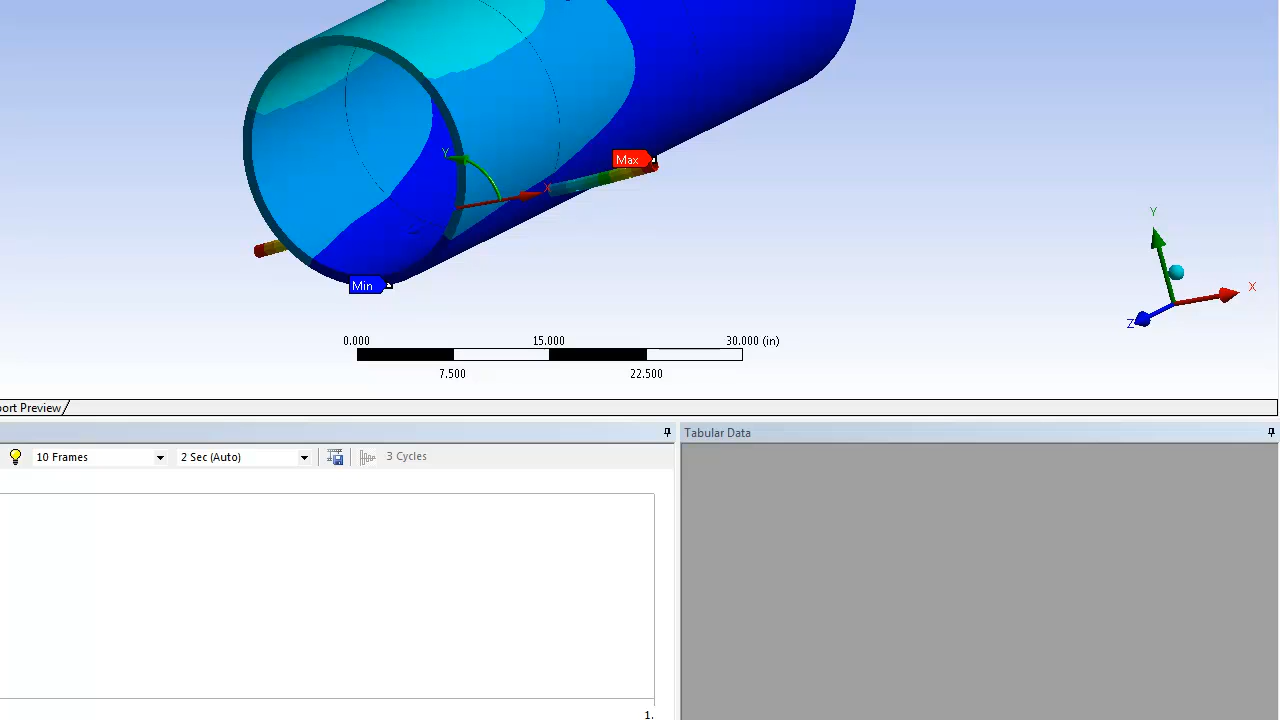 Y
X
Max
Min
Y
X
Z
0.000 15.000 30.000 (in)
7.500 22.500
ort Preview
Tabular Data
10 Frames 2 Sec (Auto) 3 Cycles
1.